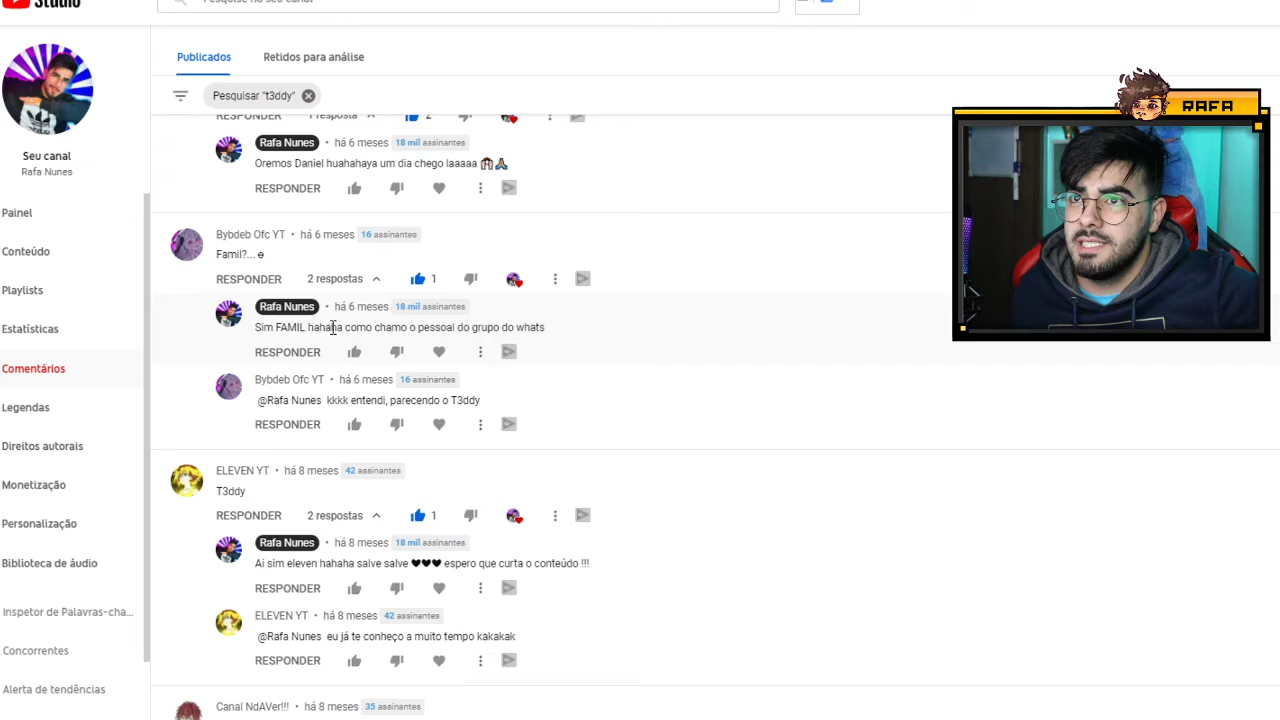 Studio
Pesquise no seu canal
Publicados
Retidos para análise
Pesquisar "t3ddy"
RESPONDER 1 resposta 2
Rafa Nunes • há 6 meses 18 mil assinantes
Oremos Daniel huahahaya um dia chego laaaaa
RESPONDER
Bybdeb Ofc YT • há 6 meses 16 assinantes
Famil?...
RESPONDER 2 respostas 1
Rafa Nunes • há 6 meses 18 mil assinantes
Sim FAMIL hahaha como chamo o pessoal do grupo do whats
RESPONDER
Bybdeb Ofc YT • há 6 meses 16 assinantes
@Rafa Nunes kkkk entendi, parecendo o T3ddy
RESPONDER
ELEVEN YT • há 8 meses 42 assinantes
T3ddy
RESPONDER 2 respostas 1
Rafa Nunes • há 8 meses 18 mil assinantes
Ai sim eleven hahaha salve salve ♥♥♥ espero que curta o conteúdo !!!
RESPONDER
ELEVEN YT • há 8 meses 42 assinantes
@Rafa Nunes eu já te conheço a muito tempo kakakak
RESPONDER
Canal NdAVer!!! • há 8 meses 35 assinantes
Seu canal
Rafa Nunes
Painel
Conteúdo
Playlists
Estatísticas
Comentários
Legendas
Direitos autorais
Monetização
Personalização
Biblioteca de áudio
Inspetor de Palavras-cha...
Concorrentes
Alerta de tendências
RAFA